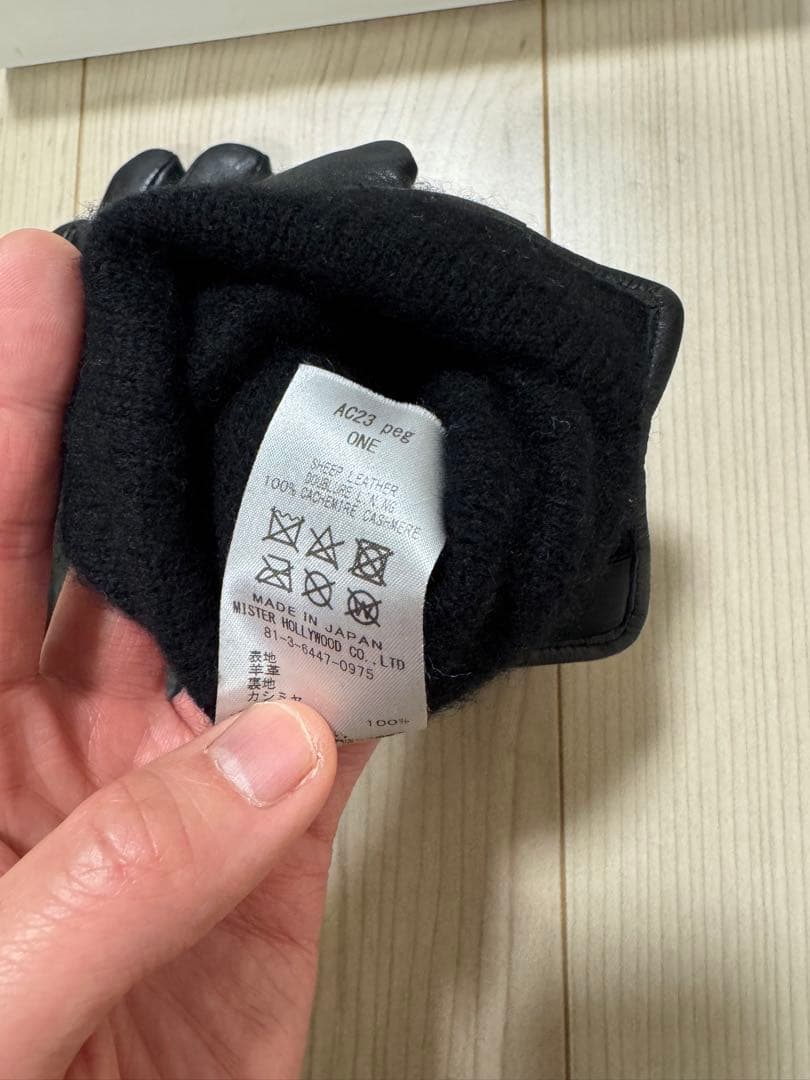 AC23 peg
ONE
SHEEP LEATHER
DOUBLURE LINING
100% CACHEMIRE CASHMERE
MADE IN JAPAN
MISTER HOLLYWOOD CO.,LTD
81-3-6447-0975
表地
羊革
裏地
カシミヤ
100%